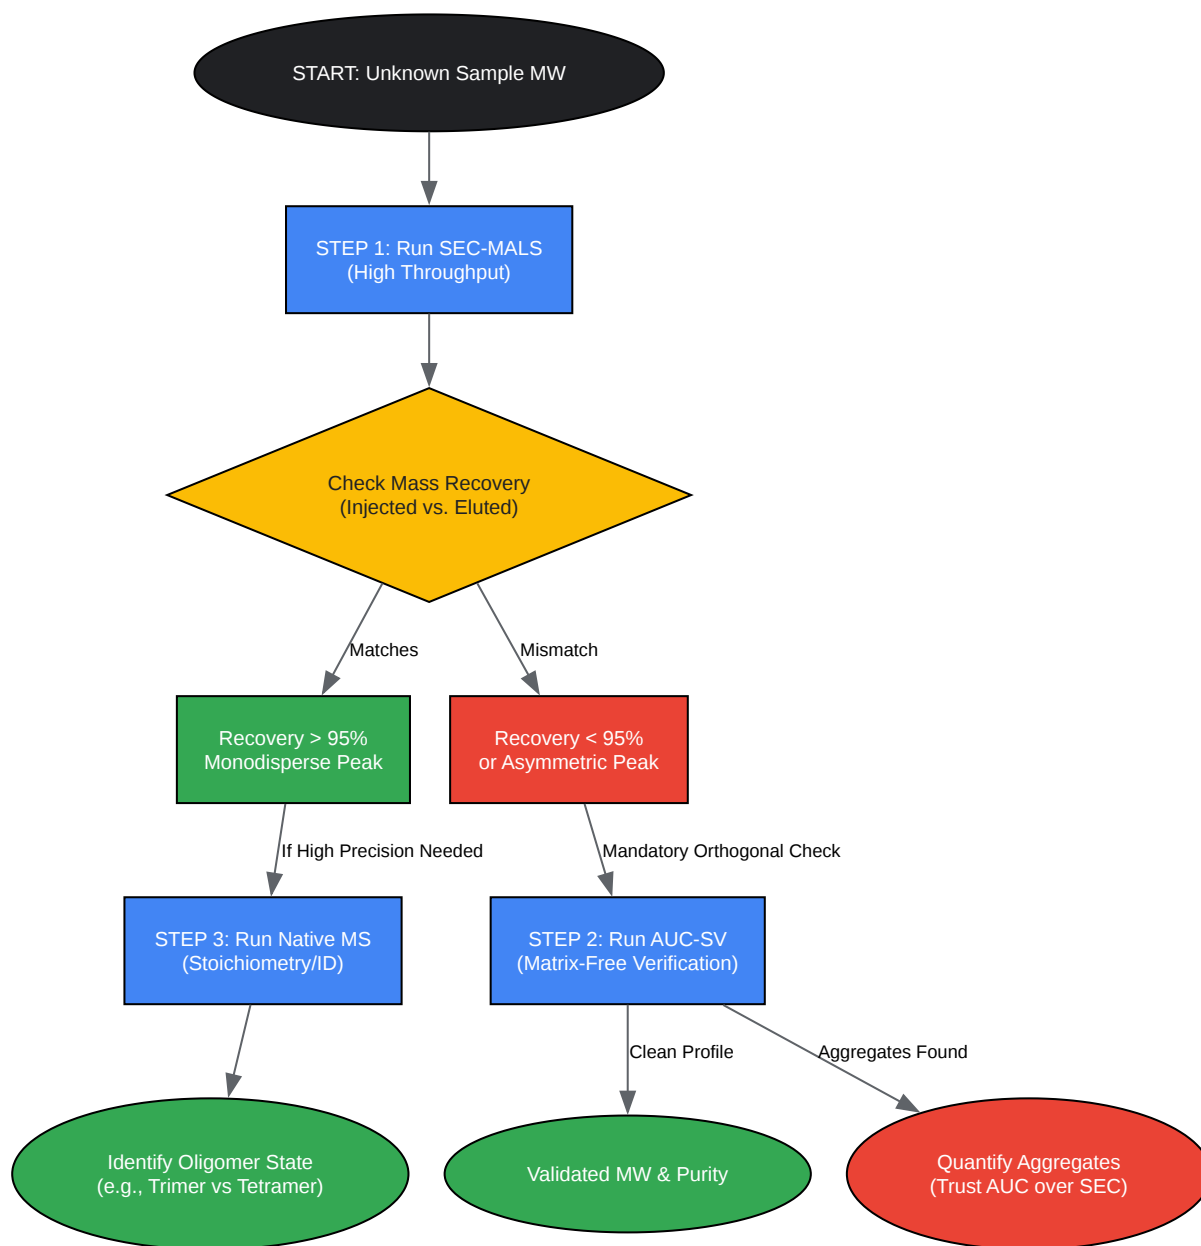 START: Unknown Sample MW
STEP 1: Run SEC-MALS
(High Throughput)
Check Mass Recovery
(Injected vs. Eluted)
Matches
Mismatch
Recovery > 95%
Monodisperse Peak
Recovery < 95%
or Asymmetric Peak
If High Precision Needed
Mandatory Orthogonal Check
STEP 3: Run Native MS
(Stoichiometry/ID)
STEP 2: Run AUC-SV
(Matrix-Free Verification)
Clean Profile
Aggregates Found
Identify Oligomer State
(e.g., Trimer vs Tetramer)
Validated MW & Purity
Quantify Aggregates
(Trust AUC over SEC)